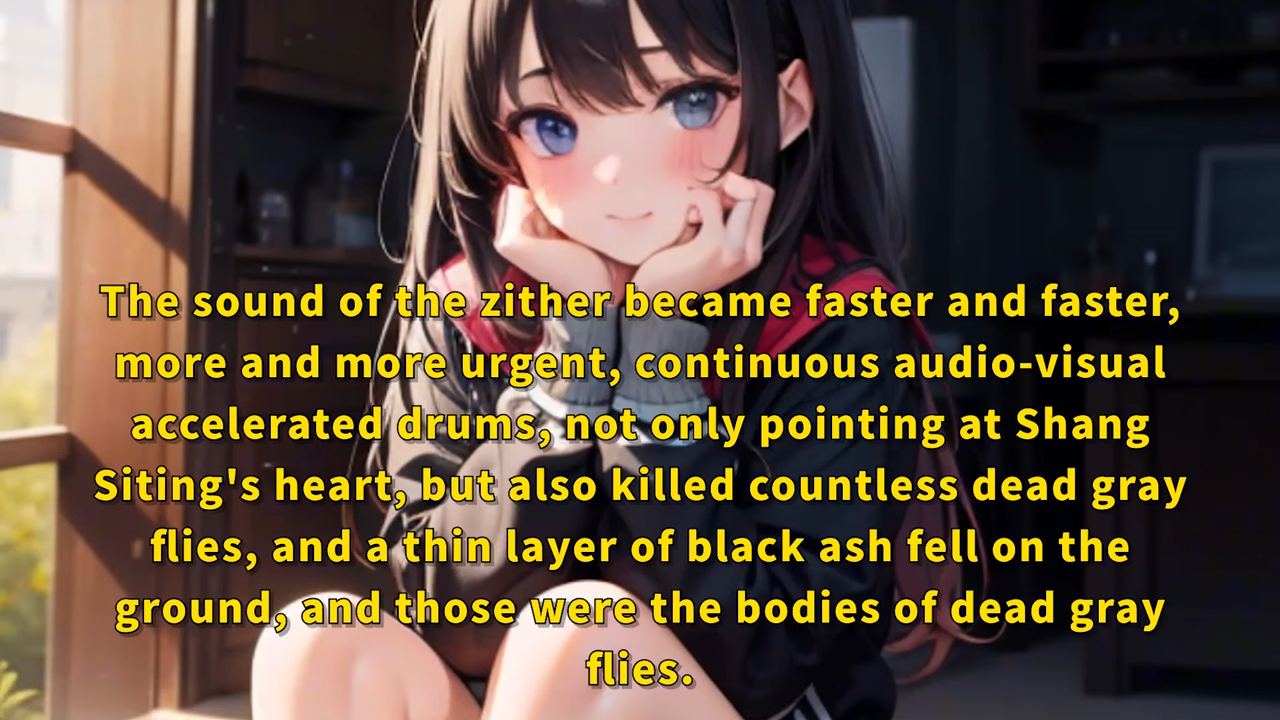 The sound of the zither became faster and faster,
more and more urgent, continuous audio-visual
accelerated drums, not only pointing at Shang
Siting's heart, but also killed countless dead gray
flies, and a thin layer of black ash fell on the
ground, and those were the bodies of dead gray
flies.